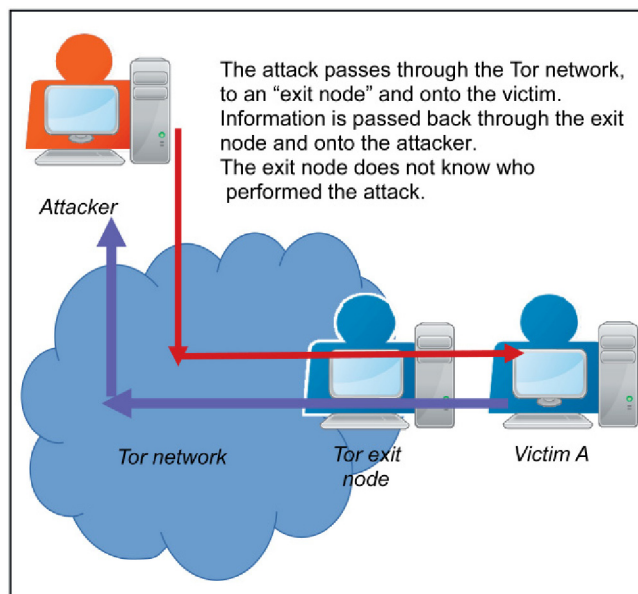 The attack passes through the Tor network,
to an “exit node” and onto the victim.
Information is passed back through the exit
node and onto the attacker.
The exit node does not know who
performed the attack.
Attacker
Tor network
Tor exit
node
Victim A